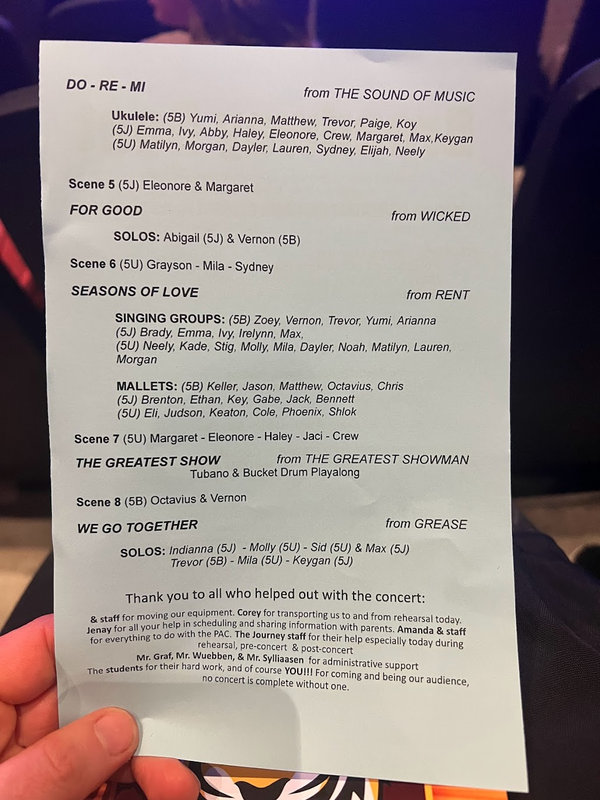 DO - RE - MI from THE SOUND OF MUSIC
Ukulele: (5B) Yumi, Arianna, Matthew, Trevor, Paige, Koy
(5J) Emma, Ivy, Abby, Haley, Eleonore, Crew, Margaret, Max,Keygan
(5U) Matilyn, Morgan, Dayler, Lauren, Sydney, Elijah, Neely
Scene 5 (5J) Eleonore & Margaret
FOR GOOD from WICKED
SOLOS: Abigail (5J) & Vernon (5B)
Scene 6 (5U) Grayson - Mila - Sydney
SEASONS OF LOVE from RENT
SINGING GROUPS: (5B) Zoey, Vernon, Trevor, Yumi, Arianna
(5J) Brady, Emma, Ivy, Irelynn, Max,
(5U) Neely, Kade, Stig, Molly, Mila, Dayler, Noah, Matilyn, Lauren,
Morgan
MALLETS: (5B) Keller, Jason, Matthew, Octavius, Chris
(5J) Brenton, Ethan, Key, Gabe, Jack, Bennett
(5U) Eli, Judson, Keaton, Cole, Phoenix, Shlok
Scene 7 (5U) Margaret - Eleonore - Haley - Jaci - Crew
THE GREATEST SHOW from THE GREATEST SHOWMAN
Tubano & Bucket Drum Playalong
Scene 8 (5B) Octavius & Vernon
WE GO TOGETHER from GREASE
SOLOS: Indianna (5J) - Molly (5U) - Sid (5U) & Max (5J)
Trevor (5B) - Mila (5U) - Keygan (5J)
Thank you to all who helped out with the concert:
& staff for moving our equipment. Corey for transporting us to and from rehearsal today.
Jenay for all your help in scheduling and sharing information with parents. Amanda & staff
for everything to do with the PAC. The Journey staff for their help especially today during
rehearsal, pre-concert & post-concert
Mr. Graf, Mr. Wuebben, & Mr. Sylliaasen for administrative support
The students for their hard work, and of course YOU!!! For coming and being our audience,
no concert is complete without one.